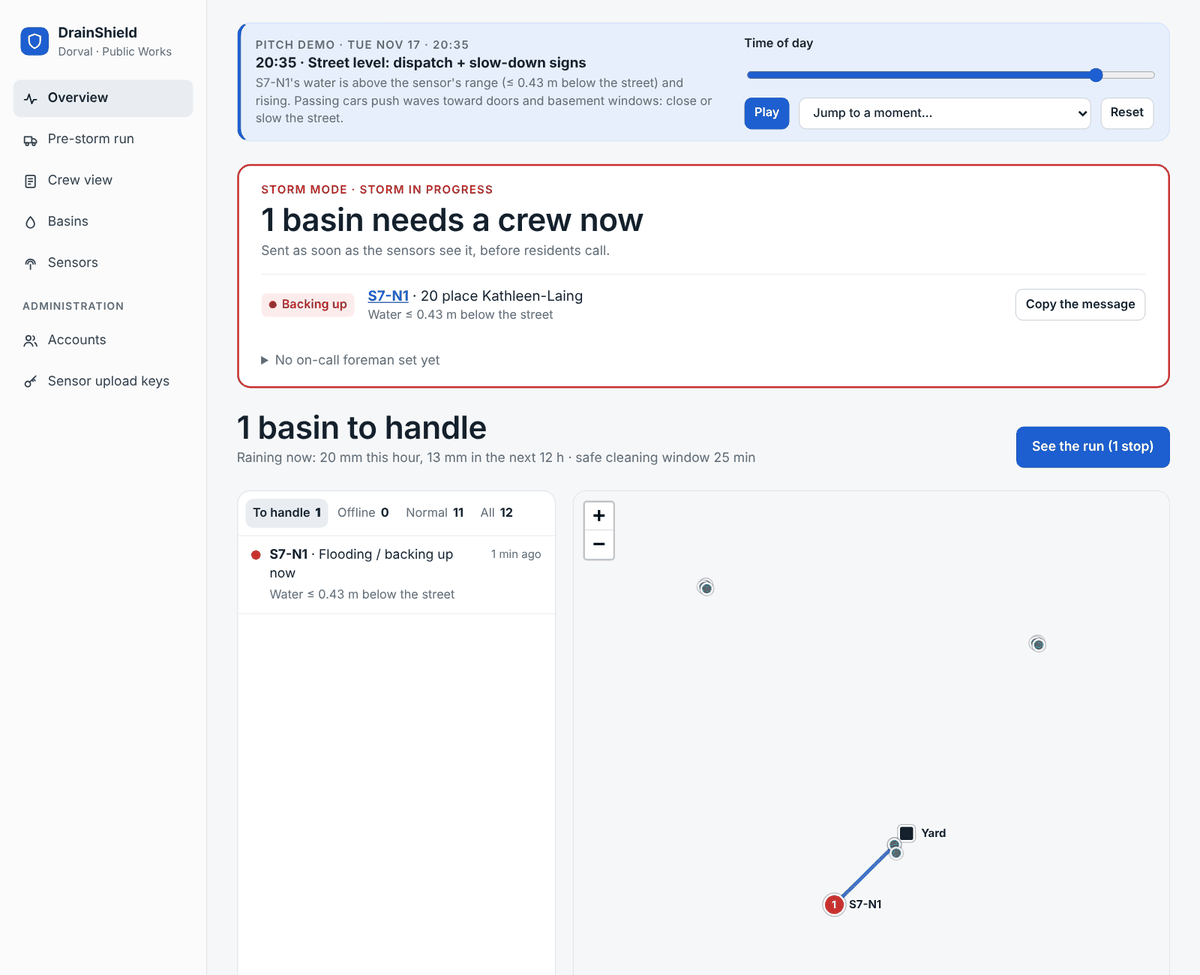 DrainShield
Dorval · Public Works
Overview
Pre-storm run
Crew view
Basins
Sensors
ADMINISTRATION
Accounts
Sensor upload keys
PITCH DEMO · TUE NOV 17 · 20:35
20:35 · Street level: dispatch + slow-down signs
S7-N1's water is above the sensor's range (≤ 0.43 m below the street) and
rising. Passing cars push waves toward doors and basement windows: close or
slow the street.
Time of day
Play
Jump to a moment...
Reset
STORM MODE · STORM IN PROGRESS
1 basin needs a crew now
Sent as soon as the sensors see it, before residents call.
Backing up
S7-N1 · 20 place Kathleen-Laing
Water ≤ 0.43 m below the street
Copy the message
No on-call foreman set yet
1 basin to handle
Raining now: 20 mm this hour, 13 mm in the next 12 h · safe cleaning window 25 min
See the run (1 stop)
To handle 1
Offline 0
Normal 11
All 12
S7-N1 · Flooding / backing up
now
1 min ago
Water ≤ 0.43 m below the street
+
−
Yard
1
S7-N1